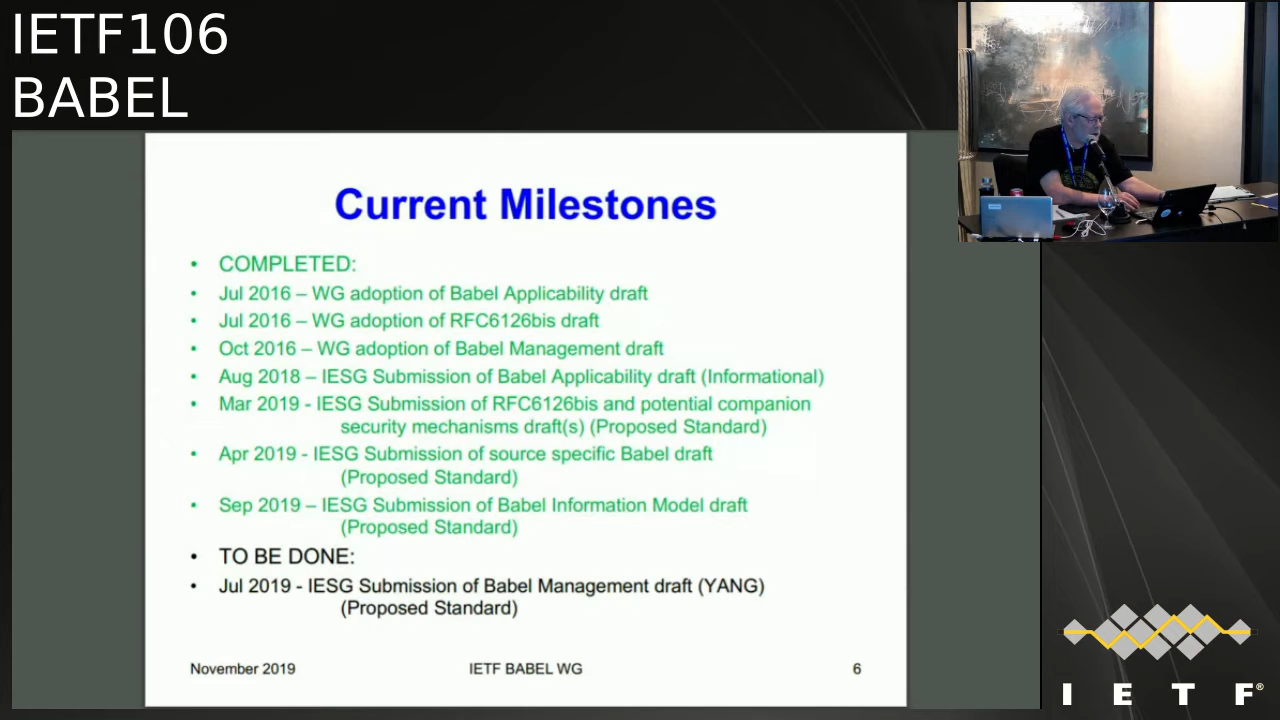 IETF106
BABEL
Current Milestones
• COMPLETED:
• Jul 2016 – WG adoption of Babel Applicability draft
• Jul 2016 – WG adoption of RFC6126bis draft
• Oct 2016 – WG adoption of Babel Management draft
• Aug 2018 – IESG Submission of Babel Applicability draft (Informational)
• Mar 2019 - IESG Submission of RFC6126bis and potential companion
security mechanisms draft(s) (Proposed Standard)
• Apr 2019 - IESG Submission of source specific Babel draft
(Proposed Standard)
• Sep 2019 – IESG Submission of Babel Information Model draft
(Proposed Standard)
• TO BE DONE:
• Jul 2019 - IESG Submission of Babel Management draft (YANG)
(Proposed Standard)
November 2019 IETF BABEL WG 6
I E T F®